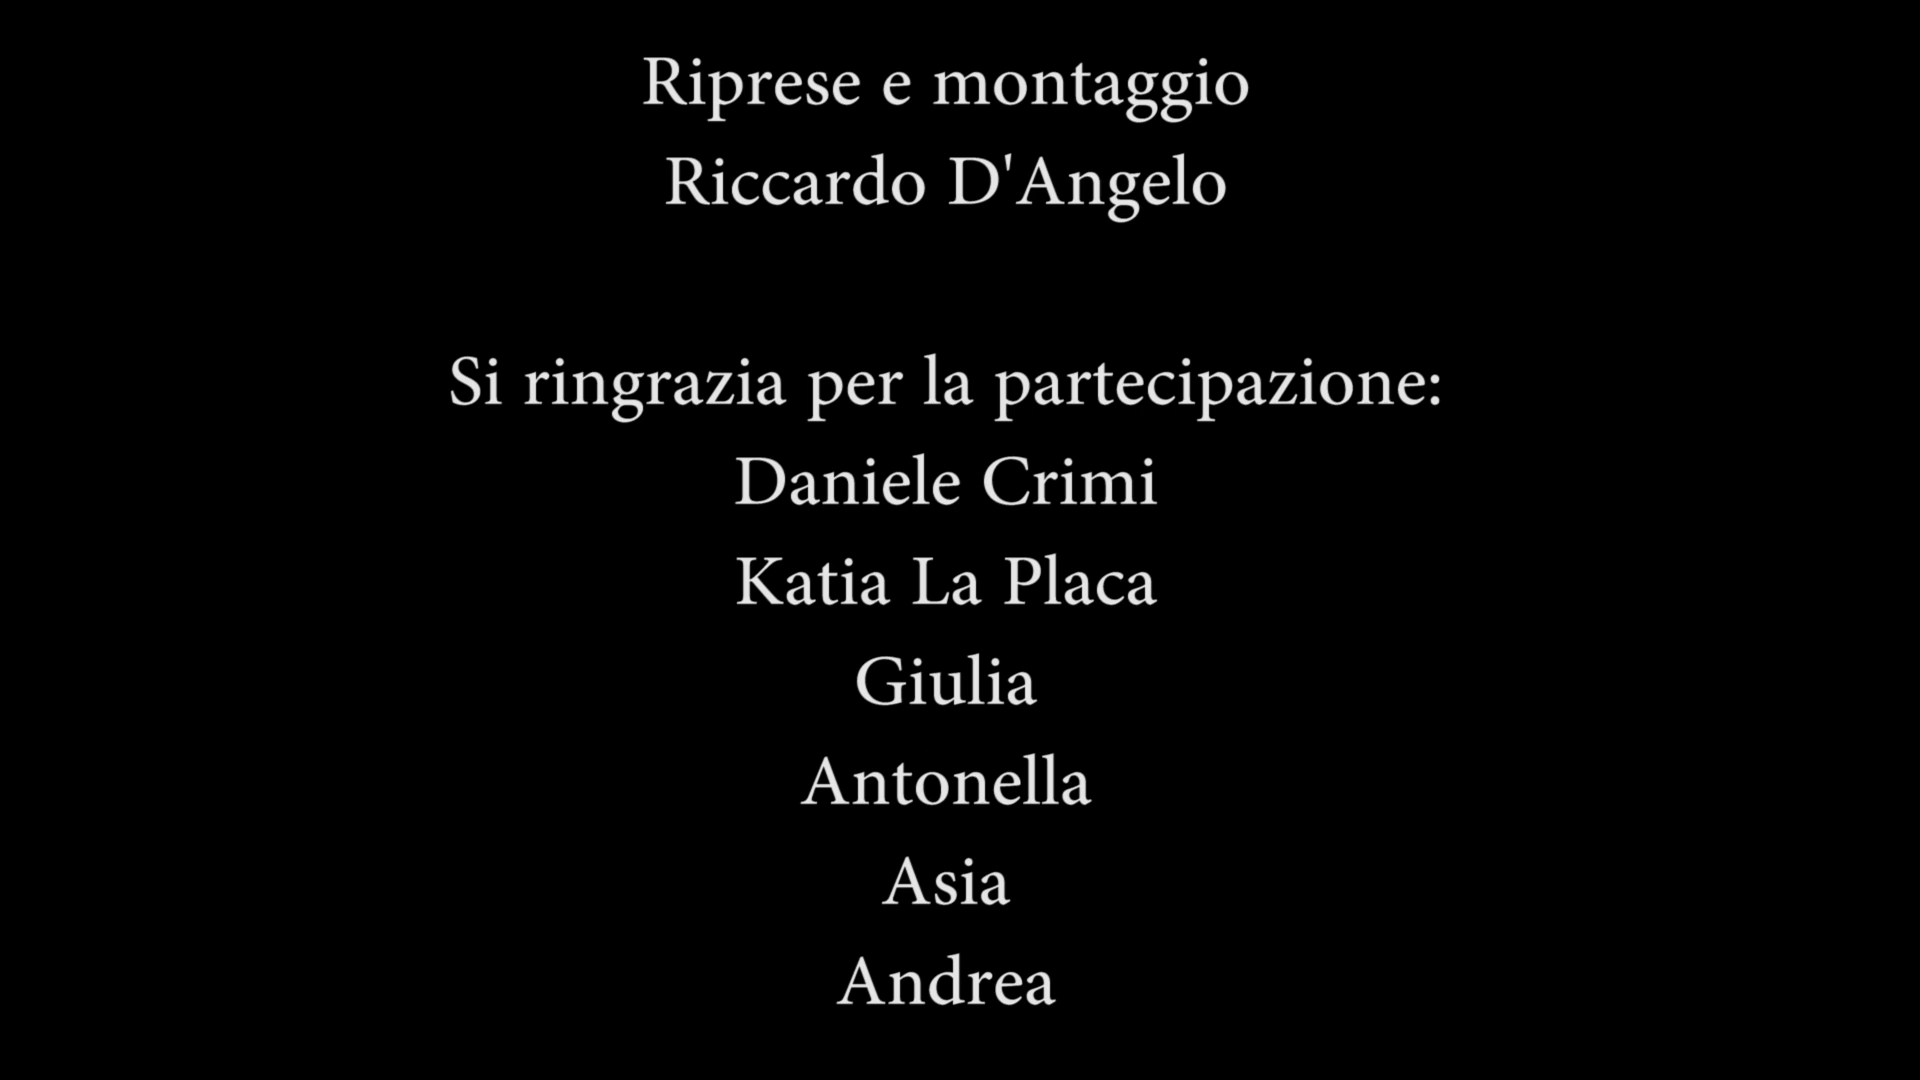 Riprese e montaggio
Riccardo D'Angelo
Si ringrazia per la partecipazione:
Daniele Crimi
Katia La Placa
Giulia
Antonella
Asia
Andrea